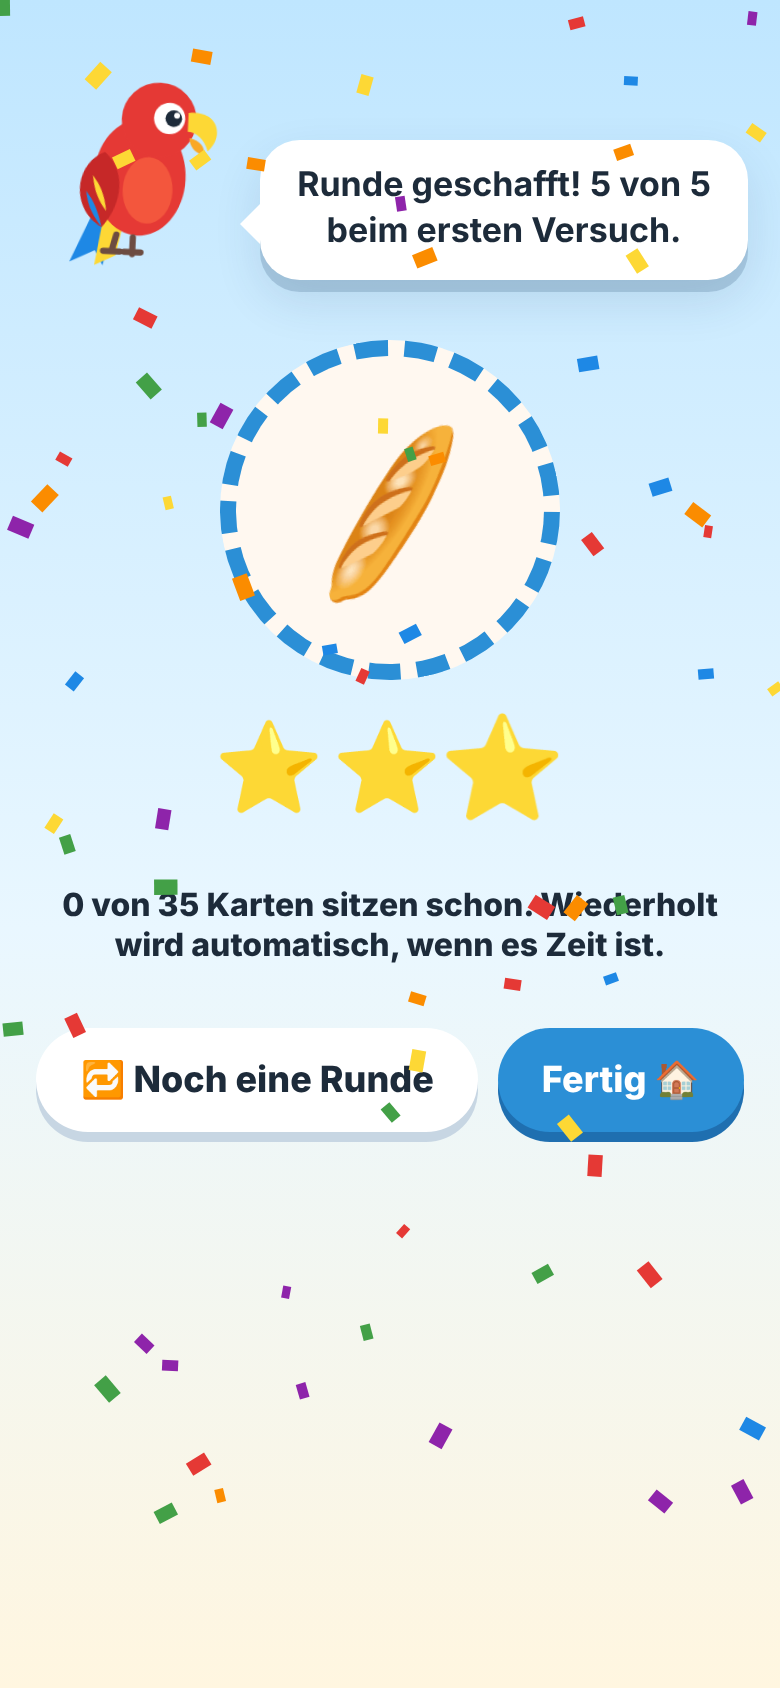 Runde geschafft! 5 von 5
beim ersten Versuch.
0 von 35 Karten sitzen schon. Wiederholt
wird automatisch, wenn es Zeit ist.
🔁 Noch eine Runde
Fertig 🏠